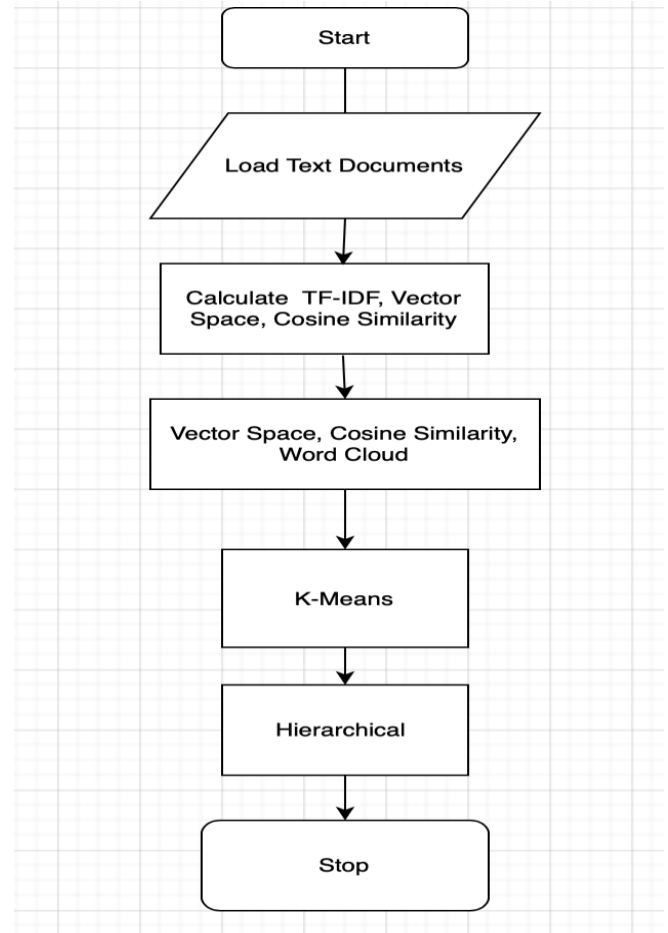 Start
Load Text Documents
Calculate  TF-IDF, Vector
Space, Cosine Similarity
Vector Space, Cosine Similarity,
Word Cloud
K-Means
Hierarchical
Stop